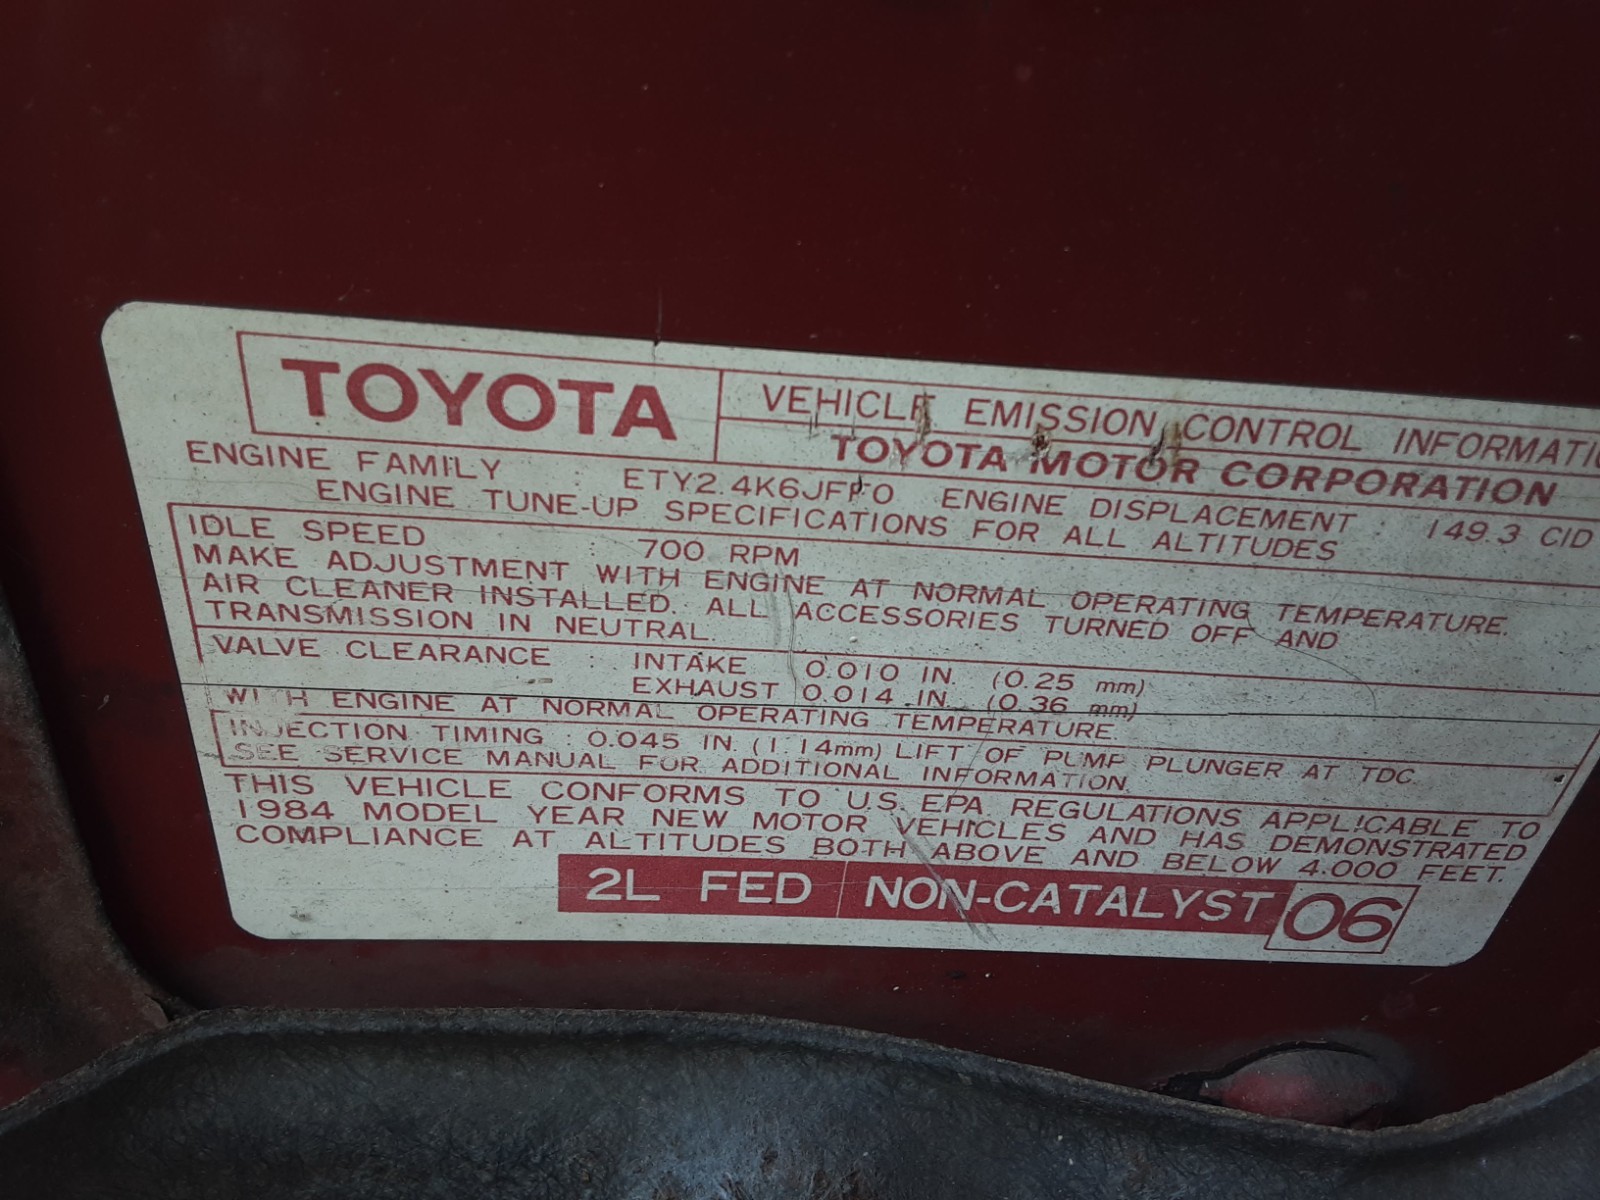 TOYOTA
VEHICLE EMISSION CONTROL INFORMATI
TOYOTA MOTOR CORPORATION
ENGINE FAMILY ENGINE DISPLACEMENT : 149.3 CID
ENGINE TUNE-UP SPECIFICATIONS FOR ALL ALTITUDES
IDLE SPEED 700 RPM
MAKE ADJUSTMENT WITH ENGINE AT NORMAL OPERATING TEMPERATURE.
AIR CLEANER INSTALLED. ALL ACCESSORIES TURNED OFF AND
TRANSMISSION IN NEUTRAL.
VALVE CLEARANCE : INTAKE 0.010 IN. (0.25 mm)
EXHAUST 0.014 IN. (0.36 mm)
WITH ENGINE AT NORMAL OPERATING TEMPERATURE.
INJECTION TIMING : 0.045 IN. (1.14mm) LIFT OF PUMP PLUNGER AT TDC.
SEE SERVICE MANUAL FOR ADDITIONAL INFORMATION.
THIS VEHICLE CONFORMS TO U.S. EPA REGULATIONS APPLICABLE TO
1984 MODEL YEAR NEW MOTOR VEHICLES AND HAS DEMONSTRATED
COMPLIANCE AT ALTITUDES BOTH ABOVE AND BELOW 4,000 FEET.
2L FED NON-CATALYST 06